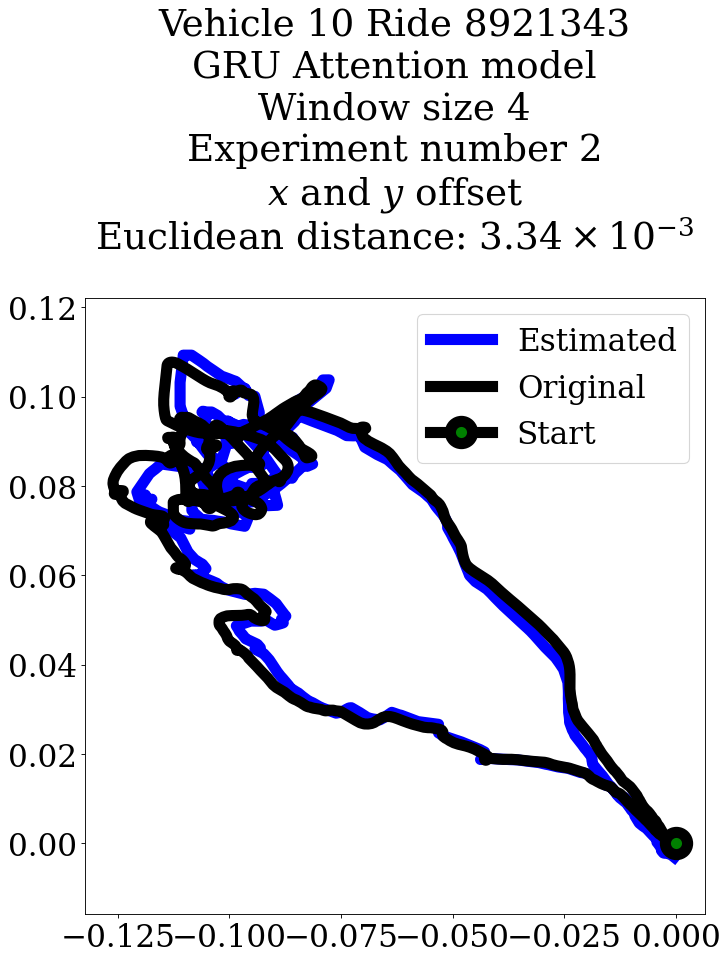 Vehicle 10 Ride 8921343
GRU Attention model
Window size 4
Experiment number 2
x and y offset
Euclidean distance: 3.34 × 10⁻³
Estimated
Original
Start
0.12
0.10
0.08
0.06
0.04
0.02
0.00
−0.125 −0.100 −0.075 −0.050 −0.025 0.000